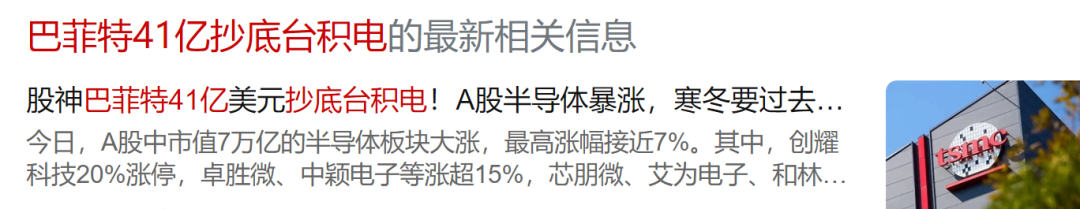 巴菲特41亿抄底台积电的最新相关信息
股神巴菲特41亿美元抄底台积电！A股半导体暴涨，寒冬要过去...
今日，A股中市值7万亿的半导体板块大涨，最高涨幅接近7%。其中，创耀
科技20%涨停，卓胜微、中颖电子等涨超15%，芯朋微、艾为电子、和林...
tsmc